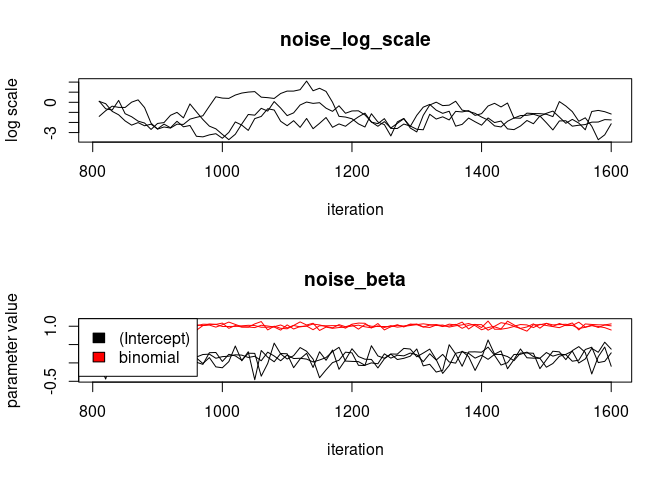 noise_log_scale
log scale
0
-3
800 1000 1200 1400 1600
iteration
noise_beta
parameter value
1.0
-0.5
(Intercept)
binomial
800 1000 1200 1400 1600
iteration